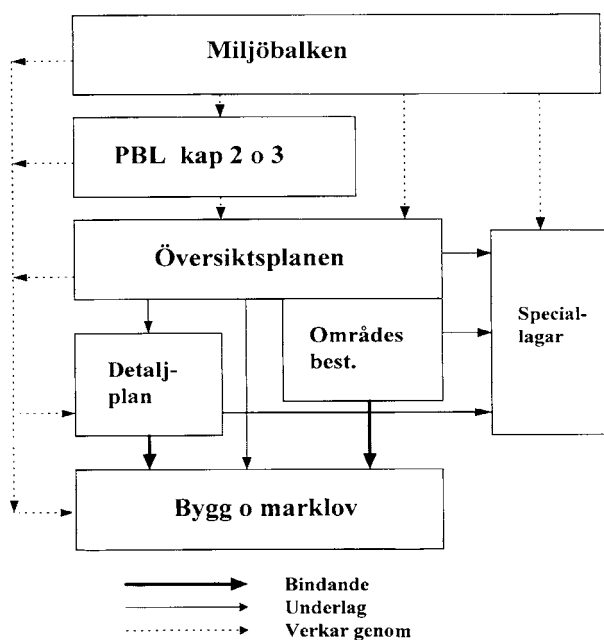 Miljöbalken
PBL kap 2 o 3
Översiktsplanen
Special-
lagar
Områdes
best.
Detalj-
plan
Bygg o marklov
Bindande
Underlag
Verkar genom